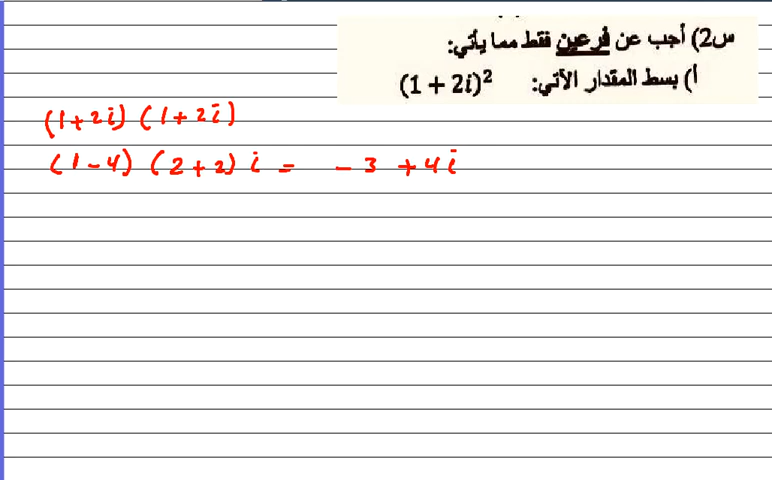 س2) أجب عن فرعين فقط مما يأتي:
أ) بسط المقدار الآتي: (1 + 2i)²
(1+2i) (1+2i)
(1-4) (2+2) i = -3 +4i